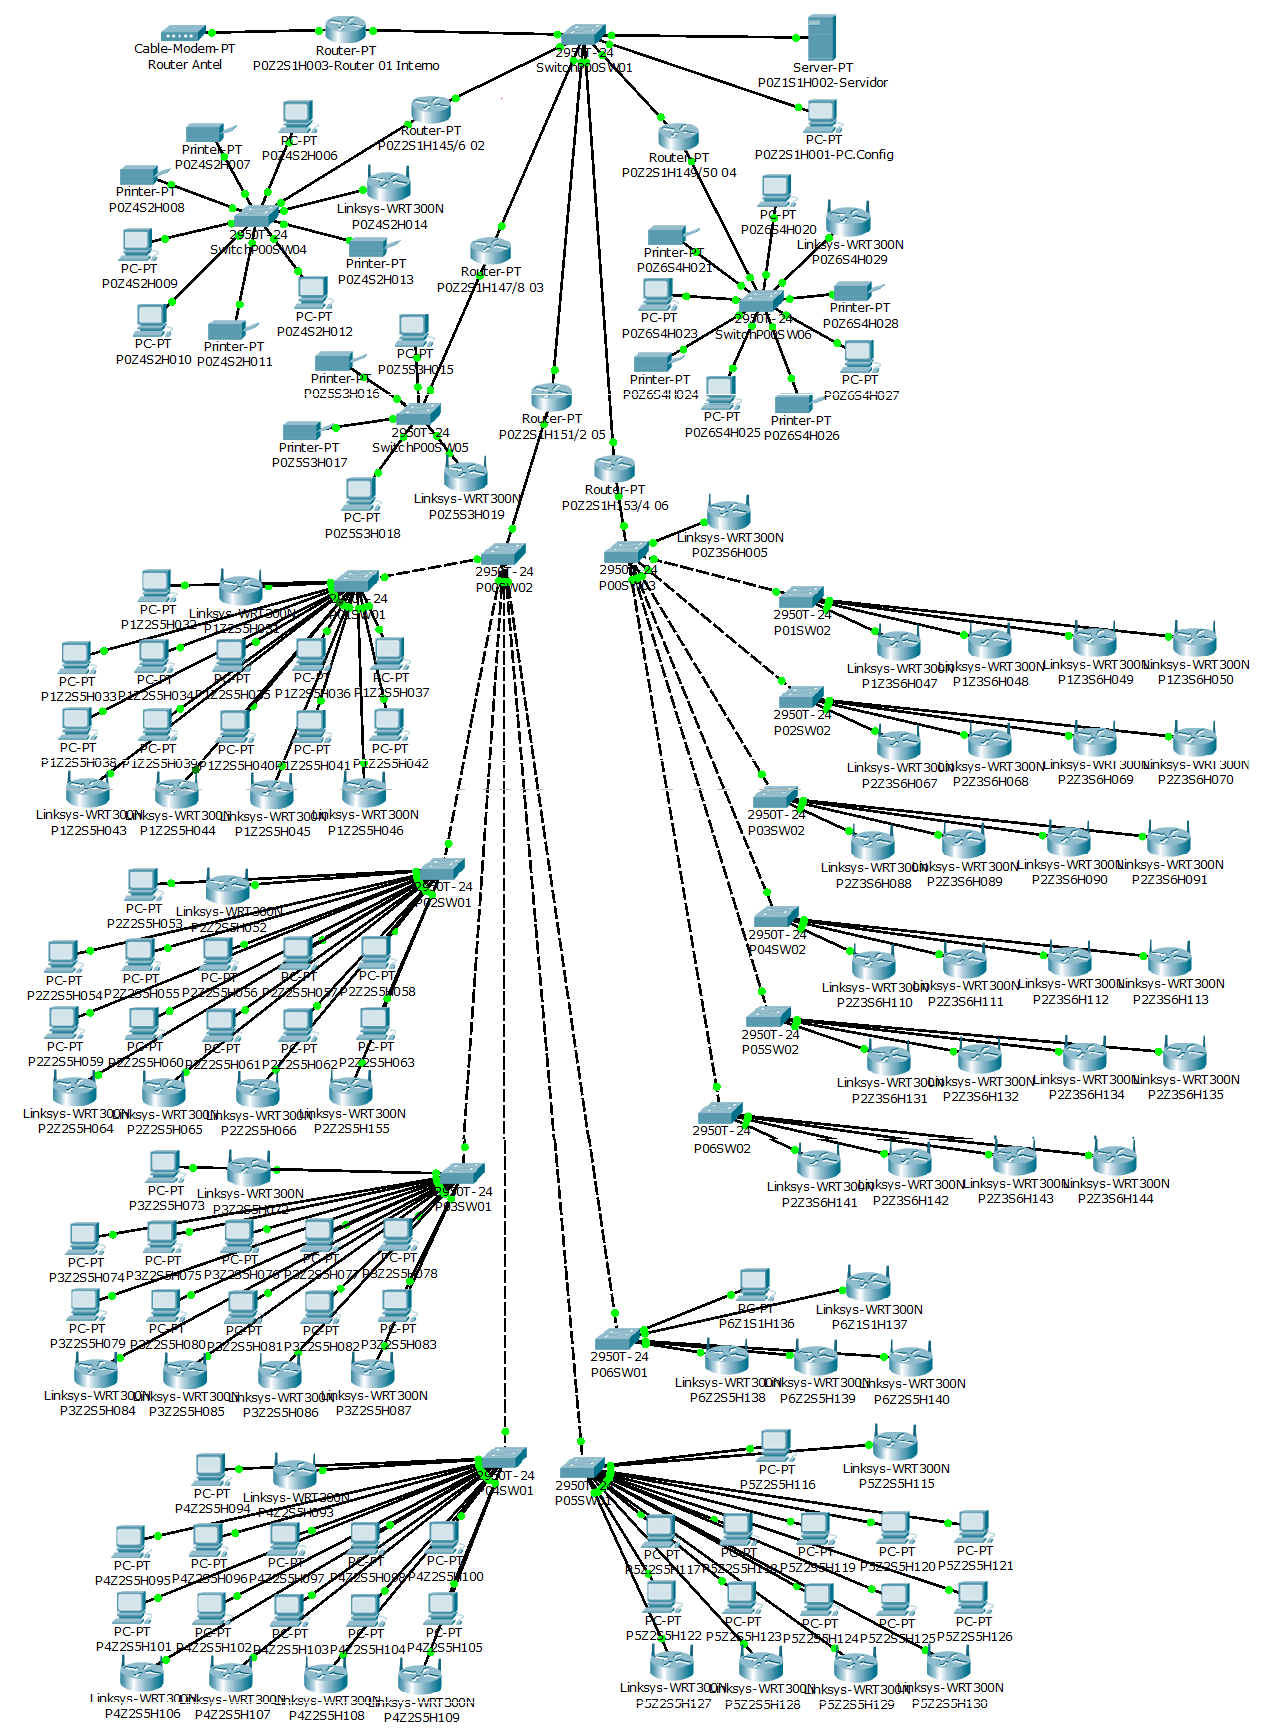 Cable-Modem-PT
Router Antel
Router-PT
P0Z2S1H003-Router 01 Interno
2950T-24
SwitchP00SW01
Server-PT
P0Z1S1H002-Servidor
PC-PT
P0Z2S1H001-PC.Config
Router-PT
P0Z2S1H145/6 02
Router-PT
P0Z2S1H149/50 04
PC-PT
P0Z4S2H006
Printer-PT
P0Z4S2H007
Printer-PT
P0Z4S2H008
Linksys-WRT300N
P0Z4S2H014
2950T-24
SwitchP00SW04
Printer-PT
P0Z4S2H013
PC-PT
P0Z4S2H009
PC-PT
P0Z4S2H012
PC-PT
P0Z4S2H010
Printer-PT
P0Z4S2H011
Router-PT
P0Z2S1H147/8 03
PC-PT
P0Z6S4H020
Linksys-WRT300N
P0Z6S4H029
Printer-PT
P0Z6S4H021
PC-PT
P0Z6S4H023
2950T-24
SwitchP00SW06
Printer-PT
P0Z6S4H028
Printer-PT
P0Z6S4H024
PC-PT
P0Z6S4H027
PC-PT
P0Z6S4H025
Printer-PT
P0Z6S4H026
PC-PT
P0Z5S3H015
Printer-PT
P0Z5S3H016
2950T-24
SwitchP00SW05
Printer-PT
P0Z5S3H017
Linksys-WRT300N
P0Z5S3H019
PC-PT
P0Z5S3H018
Router-PT
P0Z2S1H151/2 05
Router-PT
P0Z2S1H153/4 06
Linksys-WRT300N
P0Z3S6H005
2950T-24
P00SW02
2950T-24
P00SW03
2950T-24
P01SW01
PC-PT
P1Z2S5H032
Linksys-WRT300N
P1Z2S5H031
PC-PT PC-PT PC-PT PC-PT PC-PT
P1Z2S5H033 P1Z2S5H034 P1Z2S5H035 P1Z2S5H036 P1Z2S5H037
PC-PT PC-PT PC-PT PC-PT PC-PT
P1Z2S5H038 P1Z2S5H039 P1Z2S5H040 P1Z2S5H041 P1Z2S5H042
Linksys-WRT300N Linksys-WRT300N Linksys-WRT300N Linksys-WRT300N
P1Z2S5H043 P1Z2S5H044 P1Z2S5H045 P1Z2S5H046
2950T-24
P01SW02
Linksys-WRT300N Linksys-WRT300N Linksys-WRT300N Linksys-WRT300N
P1Z3S6H047 P1Z3S6H048 P1Z3S6H049 P1Z3S6H050
2950T-24
P02SW02
Linksys-WRT300N Linksys-WRT300N Linksys-WRT300N Linksys-WRT300N
P2Z3S6H067 P2Z3S6H068 P2Z3S6H069 P2Z3S6H070
2950T-24
P03SW02
Linksys-WRT300N Linksys-WRT300N Linksys-WRT300N Linksys-WRT300N
P2Z3S6H088 P2Z3S6H089 P2Z3S6H090 P2Z3S6H091
2950T-24
P04SW02
Linksys-WRT300N Linksys-WRT300N Linksys-WRT300N Linksys-WRT300N
P2Z3S6H110 P2Z3S6H111 P2Z3S6H112 P2Z3S6H113
2950T-24
P05SW02
Linksys-WRT300N Linksys-WRT300N Linksys-WRT300N Linksys-WRT300N
P2Z3S6H131 P2Z3S6H132 P2Z3S6H134 P2Z3S6H135
2950T-24
P06SW02
Linksys-WRT300N Linksys-WRT300N Linksys-WRT300N Linksys-WRT300N
P2Z3S6H141 P2Z3S6H142 P2Z3S6H143 P2Z3S6H144
2950T-24
P02SW01
PC-PT
P2Z2S5H053
Linksys-WRT300N
P2Z2S5H052
PC-PT PC-PT PC-PT PC-PT PC-PT
P2Z2S5H054 P2Z2S5H055 P2Z2S5H056 P2Z2S5H057 P2Z2S5H058
PC-PT PC-PT PC-PT PC-PT PC-PT
P2Z2S5H059 P2Z2S5H060 P2Z2S5H061 P2Z2S5H062 P2Z2S5H063
Linksys-WRT300N Linksys-WRT300N Linksys-WRT300N Linksys-WRT300N
P2Z2S5H064 P2Z2S5H065 P2Z2S5H066 P2Z2S5H155
2950T-24
P03SW01
PC-PT
P3Z2S5H073
Linksys-WRT300N
P3Z2S5H072
PC-PT PC-PT PC-PT PC-PT PC-PT
P3Z2S5H074 P3Z2S5H075 P3Z2S5H076 P3Z2S5H077 P3Z2S5H078
PC-PT PC-PT PC-PT PC-PT PC-PT
P3Z2S5H079 P3Z2S5H080 P3Z2S5H081 P3Z2S5H082 P3Z2S5H083
Linksys-WRT300N Linksys-WRT300N Linksys-WRT300N Linksys-WRT300N
P3Z2S5H084 P3Z2S5H085 P3Z2S5H086 P3Z2S5H087
PC-PT
P6Z1S1H136
Linksys-WRT300N
P6Z1S1H137
2950T-24
P06SW01
Linksys-WRT300N Linksys-WRT300N Linksys-WRT300N
P6Z2S5H138 P6Z2S5H139 P6Z2S5H140
2950T-24
P04SW01
PC-PT
P4Z2S5H094
Linksys-WRT300N
P4Z2S5H093
PC-PT PC-PT PC-PT PC-PT PC-PT
P4Z2S5H095 P4Z2S5H096 P4Z2S5H097 P4Z2S5H098 P4Z2S5H100
PC-PT PC-PT PC-PT PC-PT PC-PT
P4Z2S5H101 P4Z2S5H102 P4Z2S5H103 P4Z2S5H104 P4Z2S5H105
Linksys-WRT300N Linksys-WRT300N Linksys-WRT300N Linksys-WRT300N
P4Z2S5H106 P4Z2S5H107 P4Z2S5H108 P4Z2S5H109
2950T-24
P05SW01
PC-PT
P5Z2S5H116
Linksys-WRT300N
P5Z2S5H115
PC-PT PC-PT PC-PT PC-PT PC-PT
P5Z2S5H117 P5Z2S5H118 P5Z2S5H119 P5Z2S5H120 P5Z2S5H121
PC-PT PC-PT PC-PT PC-PT PC-PT
P5Z2S5H122 P5Z2S5H123 P5Z2S5H124 P5Z2S5H125 P5Z2S5H126
Linksys-WRT300N Linksys-WRT300N Linksys-WRT300N Linksys-WRT300N
P5Z2S5H127 P5Z2S5H128 P5Z2S5H129 P5Z2S5H130